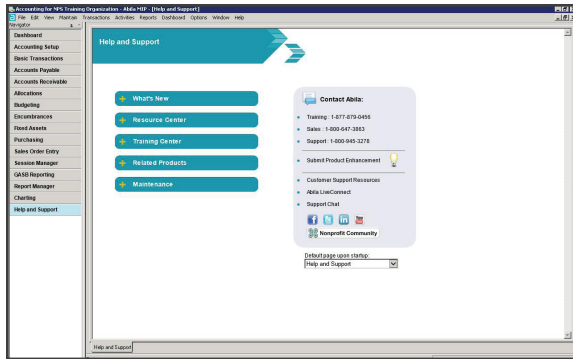 Accounting for NPS Training Organization - Abila MIP - [Help and Support]
File Edit View Maintain Transactions Activities Reports Dashboard Options Window Help
Navigator
Dashboard
Accounting Setup
Basic Transactions
Accounts Payable
Accounts Receivable
Allocations
Budgeting
Encumbrances
Fixed Assets
Purchasing
Sales Order Entry
Session Manager
GASB Reporting
Report Manager
Charting
Help and Support
Help and Support
What's New
Resource Center
Training Center
Related Products
Maintenance
Contact Abila:
Training : 1-877-879-0456
Sales : 1-800-647-3863
Support : 1-800-945-3278
Submit Product Enhancement
Customer Support Resources
Abila LiveConnect
Support Chat
Nonprofit Community
Default page upon startup:
Help and Support
Help and Support